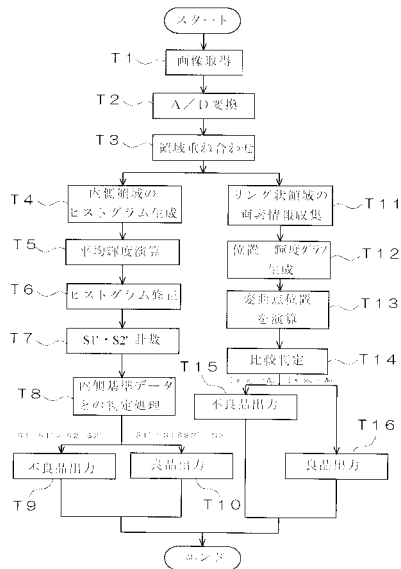 スタート
T1
画像取得
T2
A／D変換
T3
領域重ね合わせ
T4
内側領域の
ヒストグラム生成
T11
リング状領域の
画素情報収集
T5
平均輝度演算
T12
位置 輝度グラフ
生成
T6
ヒストグラム修正
T13
変曲点位置
を演算
T7
S1'・S2'計数
T14
比較判定
T8
内側基準データ
との判定処理
T15
不良品出力
T9
不良品出力
T10
良品出力
T16
良品出力
エンド